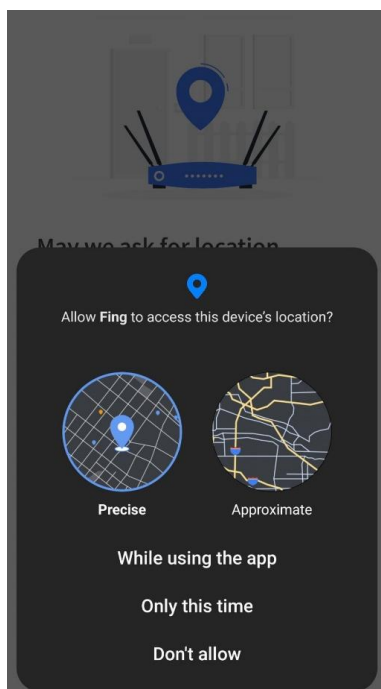 May we ask for location
Allow Fing to access this device's location?
Precise
Approximate
While using the app
Only this time
Don't allow